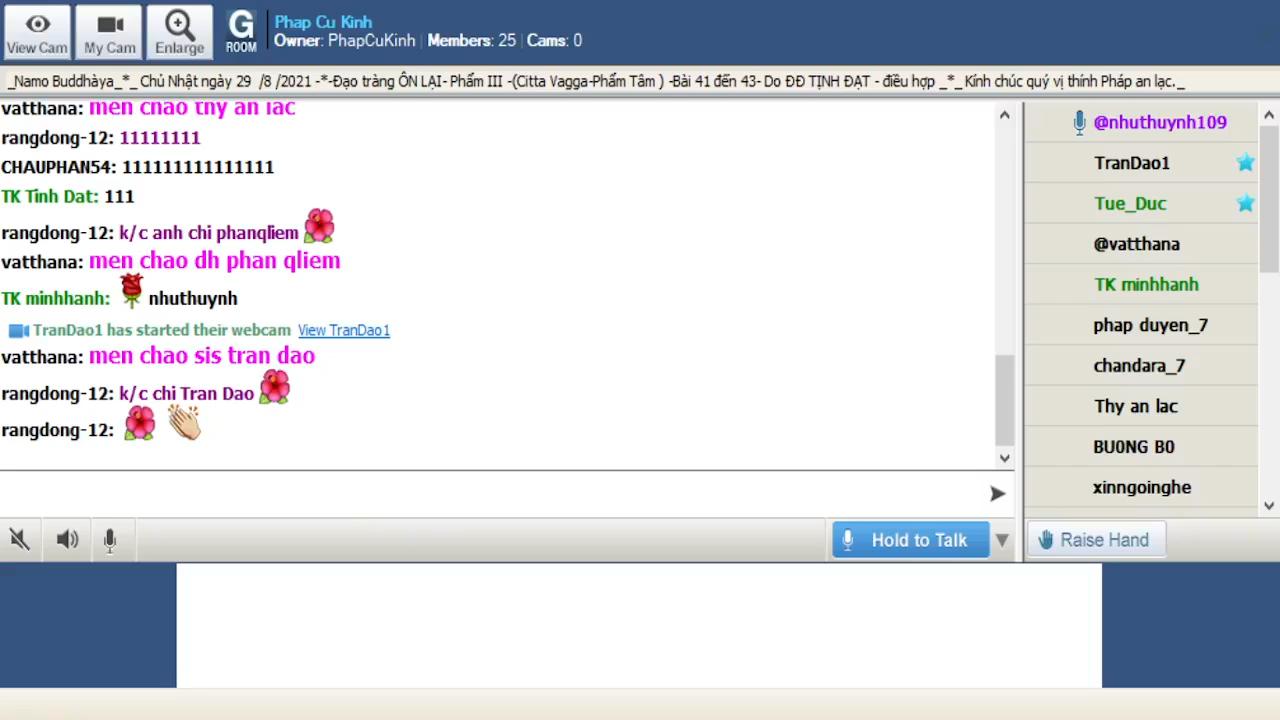 View Cam
My Cam
Enlarge
G
ROOM
Phap Cu Kinh
Owner: PhapCuKinh | Members: 25 | Cams: 0
_Namo Buddhàya_*_ Chủ Nhật ngày 29 /8 /2021 -*-Đạo tràng ÔN LẠI- Phẩm III -(Citta Vagga-Phẩm Tâm ) -Bài 41 đến 43- Do ĐĐ TỊNH ĐẠT - điều hợp _*_ Kính chúc quý vị thính Pháp an lạc._
vatthana: men chao thy an lac
rangdong-12: 11111111
CHAUPHAN54: 111111111111111
TK Tinh Dat: 111
rangdong-12: k/c anh chi phanqliem
vatthana: men chao dh phan qliem
TK minhhanh: nhuthuynh
TranDao1 has started their webcam View TranDao1
vatthana: men chao sis tran dao
rangdong-12: k/c chi Tran Dao
rangdong-12:
@nhuthuynh109
TranDao1
Tue_Duc
@vatthana
TK minhhanh
phap duyen_7
chandara_7
Thy an lac
BU0NG B0
xinngoinghe
Hold to Talk
Raise Hand